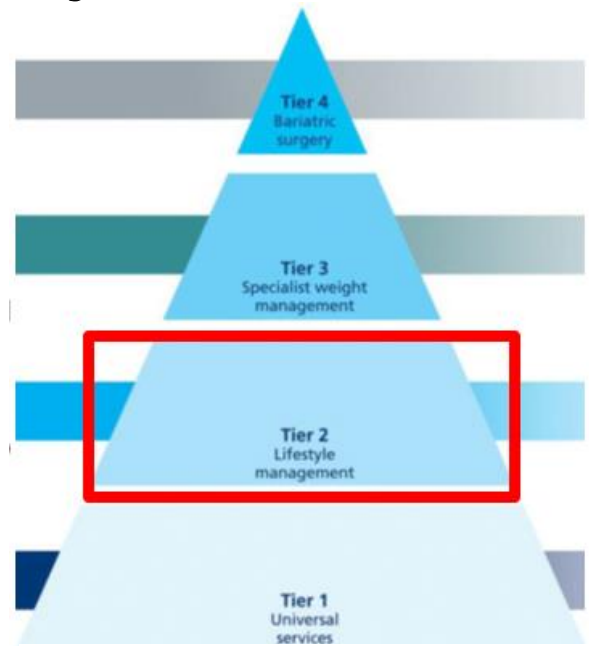 Tier 4
Bariatric
surgery
Tier 3
Specialist weight
management
Tier 2
Lifestyle
management
Tier 1
Universal
services